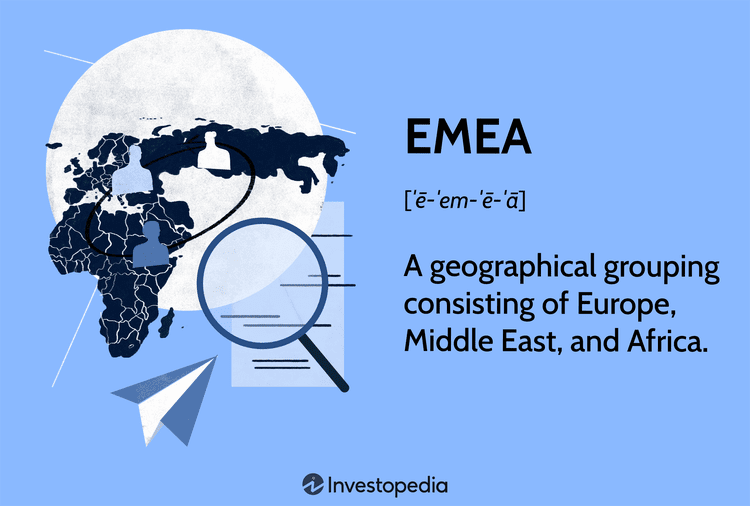 EMEA
[ˈē-ˈem-ˈē-ˈā]
A geographical grouping
consisting of Europe,
Middle East, and Africa.
Investopedia